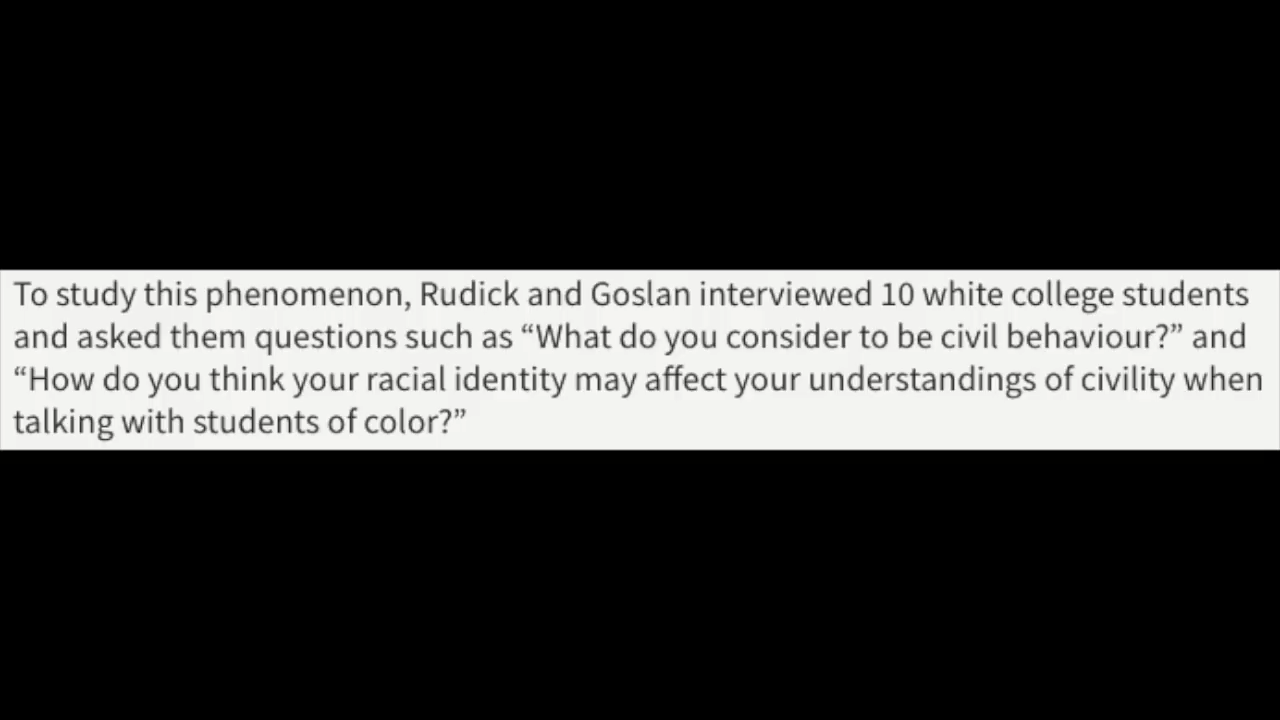 To study this phenomenon, Rudick and Goslan interviewed 10 white college students
and asked them questions such as “What do you consider to be civil behaviour?” and
“How do you think your racial identity may affect your understandings of civility when
talking with students of color?”